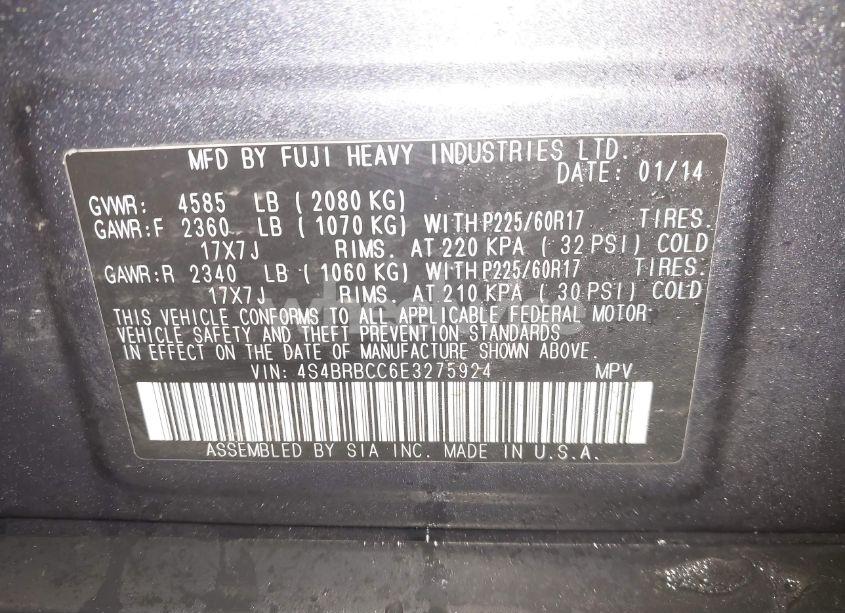 MFD BY FUJI HEAVY INDUSTRIES LTD.
DATE: 01/14
GVWR: 4585 LB ( 2080 KG)
GAWR:F 2360 LB ( 1070 KG) WITH P225/60R17 TIRES.
17X7J RIMS. AT 220 KPA ( 32 PSI) COLD
GAWR:R 2340 LB ( 1060 KG) WITH P225/60R17 TIRES.
17X7J RIMS. AT 210 KPA ( 30 PSI) COLD
THIS VEHICLE CONFORMS TO ALL APPLICABLE FEDERAL MOTOR
VEHICLE SAFETY AND THEFT PREVENTION STANDARDS
IN EFFECT ON THE DATE OF MANUFACTURE SHOWN ABOVE.
VIN: 4S4BRBCC6E3275924 MPV
ASSEMBLED BY SIA INC. MADE IN U.S.A.